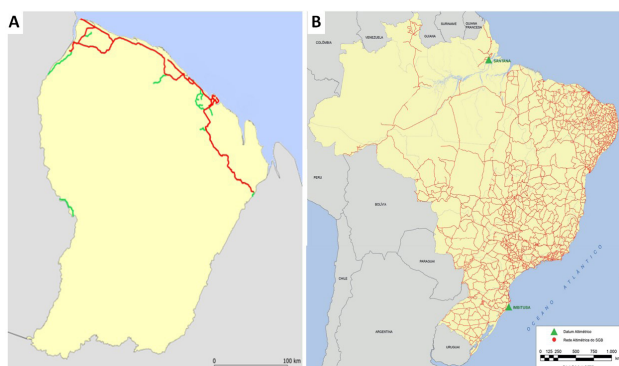 A
0 100 km
B
COLÔMBIA
VENEZUELA
GUIANA
SURINAME
GUIANA
FRANCESA
SANTANA
PERU
BOLÍVIA
PARAGUAI
CHILE
ARGENTINA
URUGUAI
IMBITUBA
OCEANO ATLÂNTICO
Datum Altimétrico
Rede Altimétrica do SGB
0 125 250 500 750 1.000